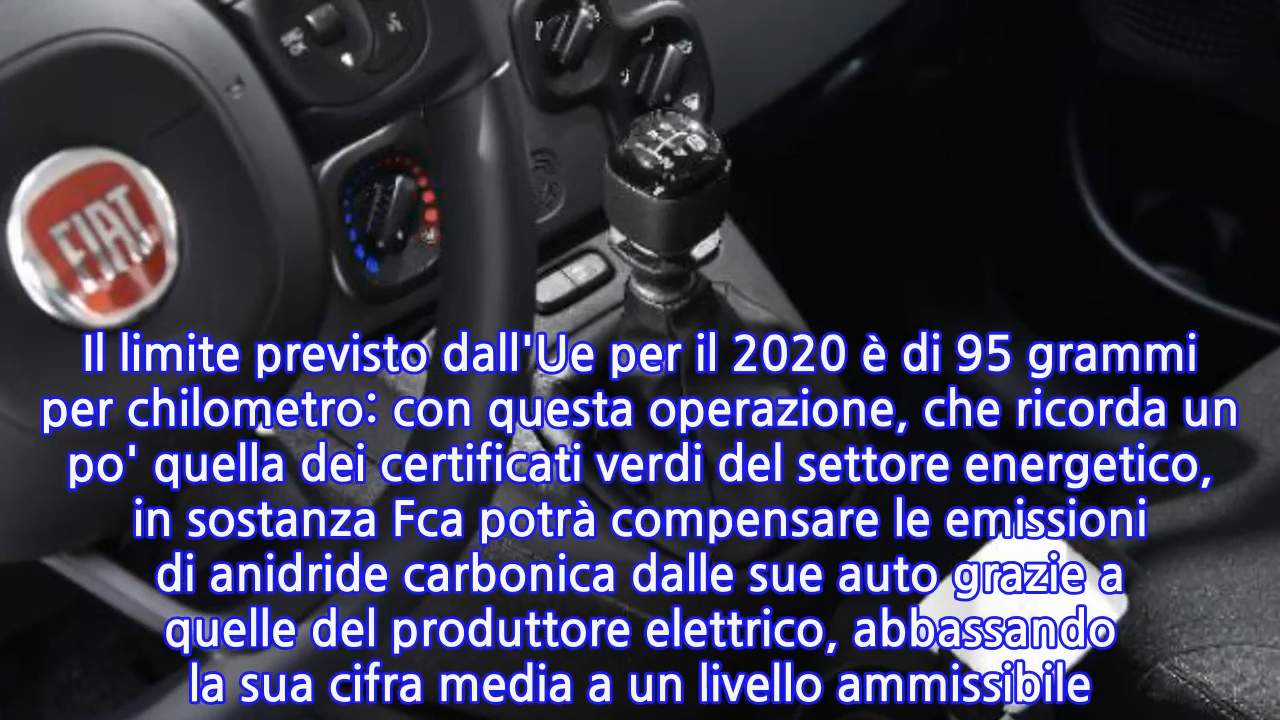 FIAT
Il limite previsto dall'Ue per il 2020 è di 95 grammi
per chilometro: con questa operazione, che ricorda un
po' quella dei certificati verdi del settore energetico,
in sostanza Fca potrà compensare le emissioni
di anidride carbonica dalle sue auto grazie a
quelle del produttore elettrico, abbassando
la sua cifra media a un livello ammissibile